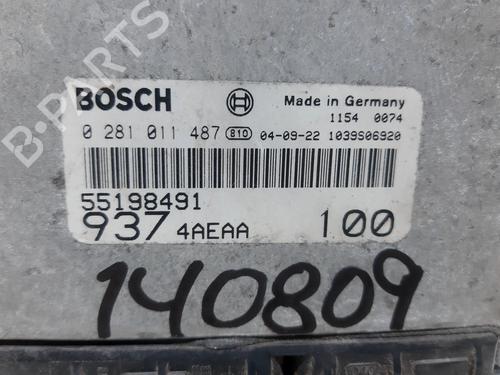 BOSCH Made in Germany
1154 0074
0 281 011 487 810 04-09-22 1039S06920
55198491
937 4AEAA 100
140809
B-PARTS